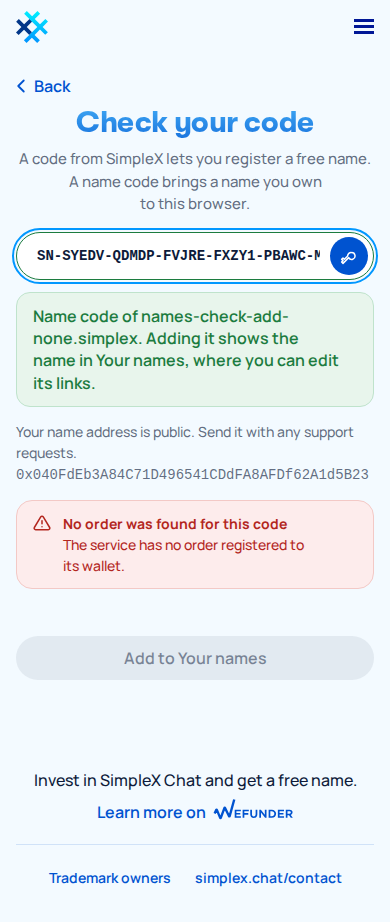 Back
Check your code
A code from SimpleX lets you register a free name.
A name code brings a name you own
to this browser.
SN-SYEDV-QDMDP-FVJRE-FXZY1-PBAWC-M
Name code of names-check-add-
none.simplex. Adding it shows the
name in Your names, where you can edit
its links.
Your name address is public. Send it with any support
requests.
0x040FdEb3A84C71D496541CDdFA8AFDf62A1d5B23
No order was found for this code
The service has no order registered to
its wallet.
Add to Your names
Invest in SimpleX Chat and get a free name.
Learn more on WEFUNDER
Trademark owners simplex.chat/contact